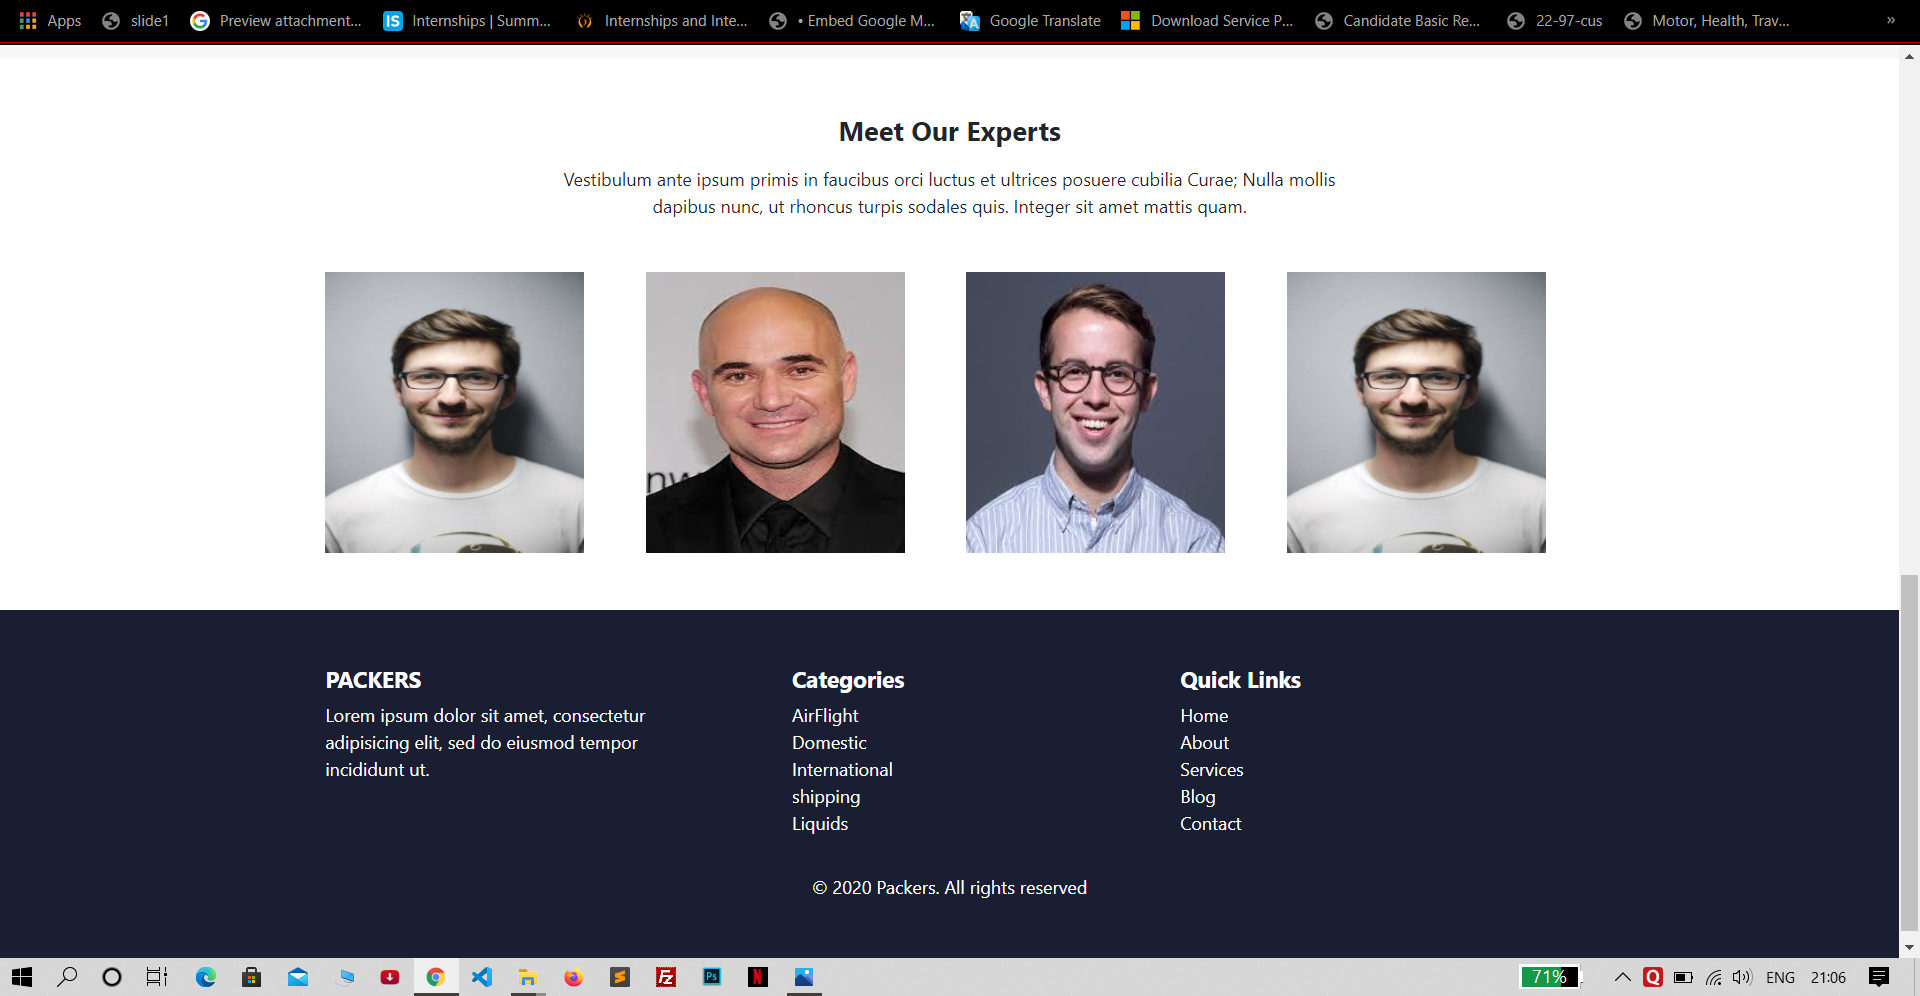 Apps slide1 Preview attachment... IS Internships | Summ... Internships and Inte... • Embed Google M... Google Translate Download Service P... Candidate Basic Re... 22-97-cus Motor, Health, Trav... »
Meet Our Experts
Vestibulum ante ipsum primis in faucibus orci luctus et ultrices posuere cubilia Curae; Nulla mollis
dapibus nunc, ut rhoncus turpis sodales quis. Integer sit amet mattis quam.
nw
PACKERS
Lorem ipsum dolor sit amet, consectetur
adipisicing elit, sed do eiusmod tempor
incididunt ut.
Categories
AirFlight
Domestic
International
shipping
Liquids
Quick Links
Home
About
Services
Blog
Contact
© 2020 Packers. All rights reserved
Fz Ps N 71% Q ENG 21:06